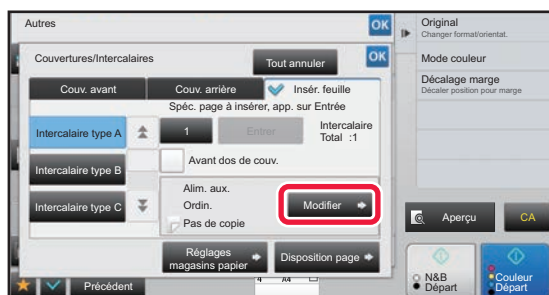 Autres
OK
Original
Changer format/orientat.
Couvertures/Intercalaires
Tout annuler
OK
Mode couleur
Couv. avant
Couv. arrière
Insér. feuille
Décalage marge
Décaler position pour marge
Spéc. page à insérer, app. sur Entrée
Intercalaire type A
1
Entrer
Intercalaire
Total :1
Intercalaire type B
Avant dos de couv.
Intercalaire type C
Alim. aux.
Ordin.
Pas de copie
Modifier
Aperçu
CA
Réglages
magasins papier
Disposition page
Précédent
4
A4
N&B
Départ
Couleur
Départ